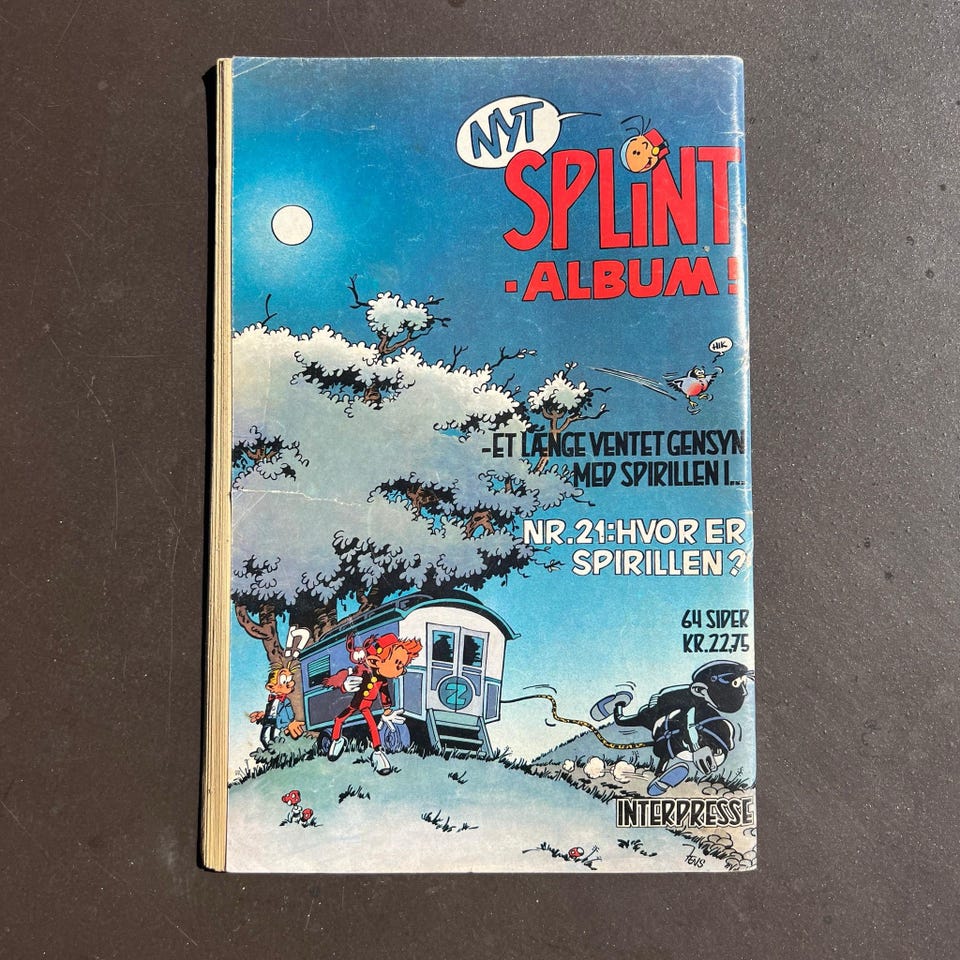 NYT
SPLINT
-ALBUM!
HIK
-ET LÆNGE VENTET GENSYN
MED SPIRILLEN I...
NR.21:HVOR ER
SPIRILLEN?
64 SIDER
KR.22,75
!?
Z
INTERPRESSE
JENS